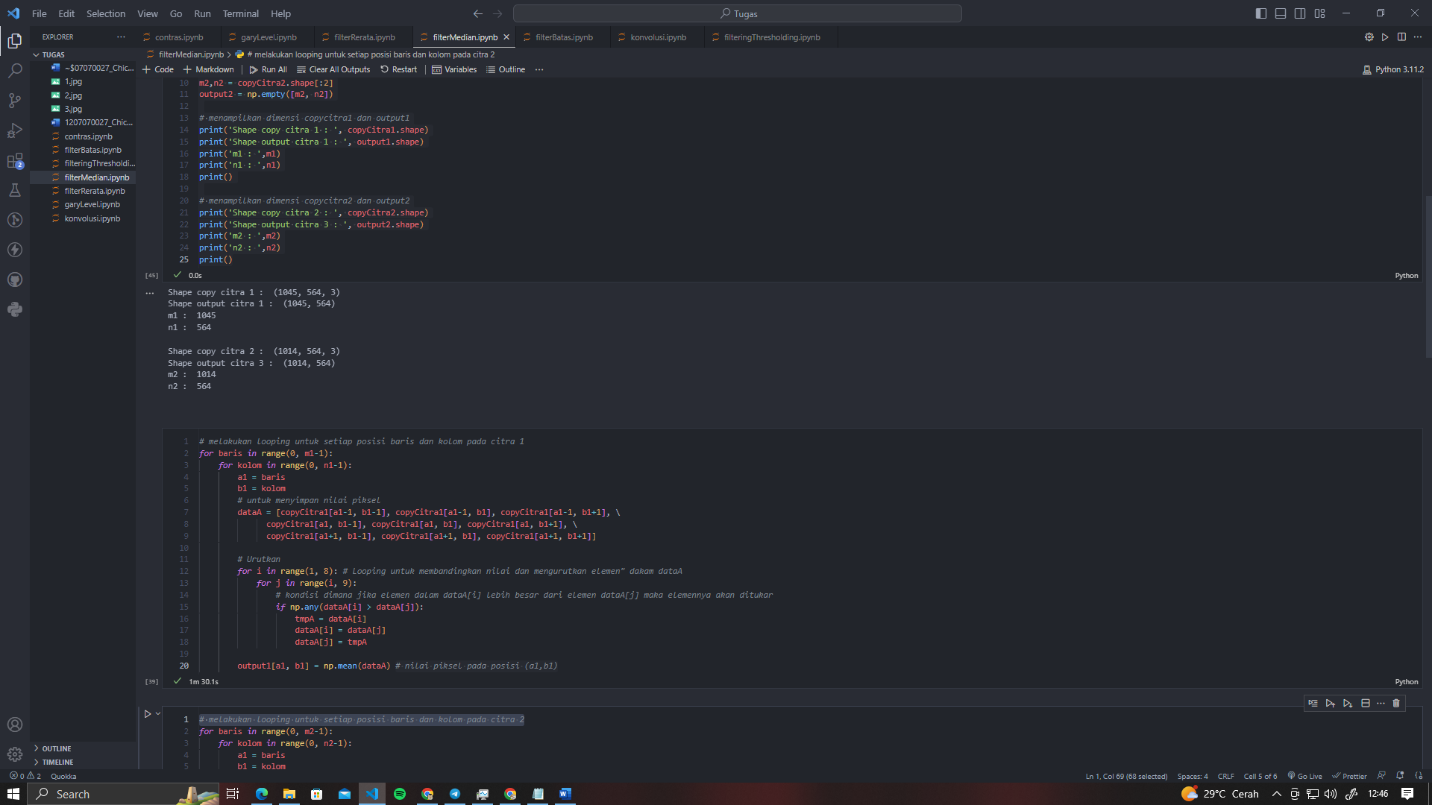 File Edit Selection View Go Run Terminal Help
Tugas
EXPLORER
contras.ipynb garyLevel.ipynb filterRerata.ipynb filterMedian.ipynb filterBatas.ipynb konvolusi.ipynb filteringThresholding.ipynb
TUGAS
~$07070027_Chic...
1.jpg
2.jpg
3.jpg
1207070027_Chic...
contras.ipynb
filterBatas.ipynb
filteringThresholdi...
filterMedian.ipynb
filterRerata.ipynb
garyLevel.ipynb
konvolusi.ipynb
OUTLINE
TIMELINE
filterMedian.ipynb > # melakukan looping untuk setiap posisi baris dan kolom pada citra 2
+ Code + Markdown Run All Clear All Outputs Restart Variables Outline ... Python 3.11.2
10 m2,n2 = copyCitra2.shape[:2]
11 output2 = np.empty([m2, n2])
12
13 # menampilkan dimensi copycitra1 dan output1
14 print('Shape copy citra 1 : ', copyCitra1.shape)
15 print('Shape output citra 1 : ', output1.shape)
16 print('m1 : ',m1)
17 print('n1 : ',n1)
18 print()
19
20 # menampilkan dimensi copycitra2 dan output2
21 print('Shape copy citra 2 : ', copyCitra2.shape)
22 print('Shape output citra 3 : ', output2.shape)
23 print('m2 : ',m2)
24 print('n2 : ',n2)
25 print()
[45] 0.0s Python
Shape copy citra 1 :  (1045, 564, 3)
Shape output citra 1 :  (1045, 564)
m1 :  1045
n1 :  564
Shape copy citra 2 :  (1014, 564, 3)
Shape output citra 3 :  (1014, 564)
m2 :  1014
n2 :  564
1 # melakukan looping untuk setiap posisi baris dan kolom pada citra 1
2 for baris in range(0, m1-1):
3     for kolom in range(0, n1-1):
4         a1 = baris
5         b1 = kolom
6         # untuk menyimpan nilai piksel
7         dataA = [copyCitra1[a1-1, b1-1], copyCitra1[a1-1, b1], copyCitra1[a1-1, b1+1], \
8               copyCitra1[a1, b1-1], copyCitra1[a1, b1], copyCitra1[a1, b1+1], \
9               copyCitra1[a1+1, b1-1], copyCitra1[a1+1, b1], copyCitra1[a1+1, b1+1]]
10
11         # Urutkan
12         for i in range(1, 8): # Looping untuk membandingkan nilai dan mengurutkan elemen" dakam dataA
13             for j in range(i, 9):
14                 # kondisi dimana jika elemen dalam dataA[i] lebih besar dari elemen dataA[j] maka elemennya akan ditukar
15                 if np.any(dataA[i] > dataA[j]):
16                     tmpA = dataA[i]
17                     dataA[i] = dataA[j]
18                     dataA[j] = tmpA
19
20         output1[a1, b1] = np.mean(dataA) # nilai piksel pada posisi (a1,b1)
[39] 1m 30.1s Python
1 # melakukan looping untuk setiap posisi baris dan kolom pada citra 2
2 for baris in range(0, m2-1):
3     for kolom in range(0, n2-1):
4         a1 = baris
5         b1 = kolom
0 2 Quokka Ln 1, Col 69 (68 selected) Spaces: 4 CRLF Cell 5 of 6 Go Live Prettier
Search 29°C Cerah 12:46